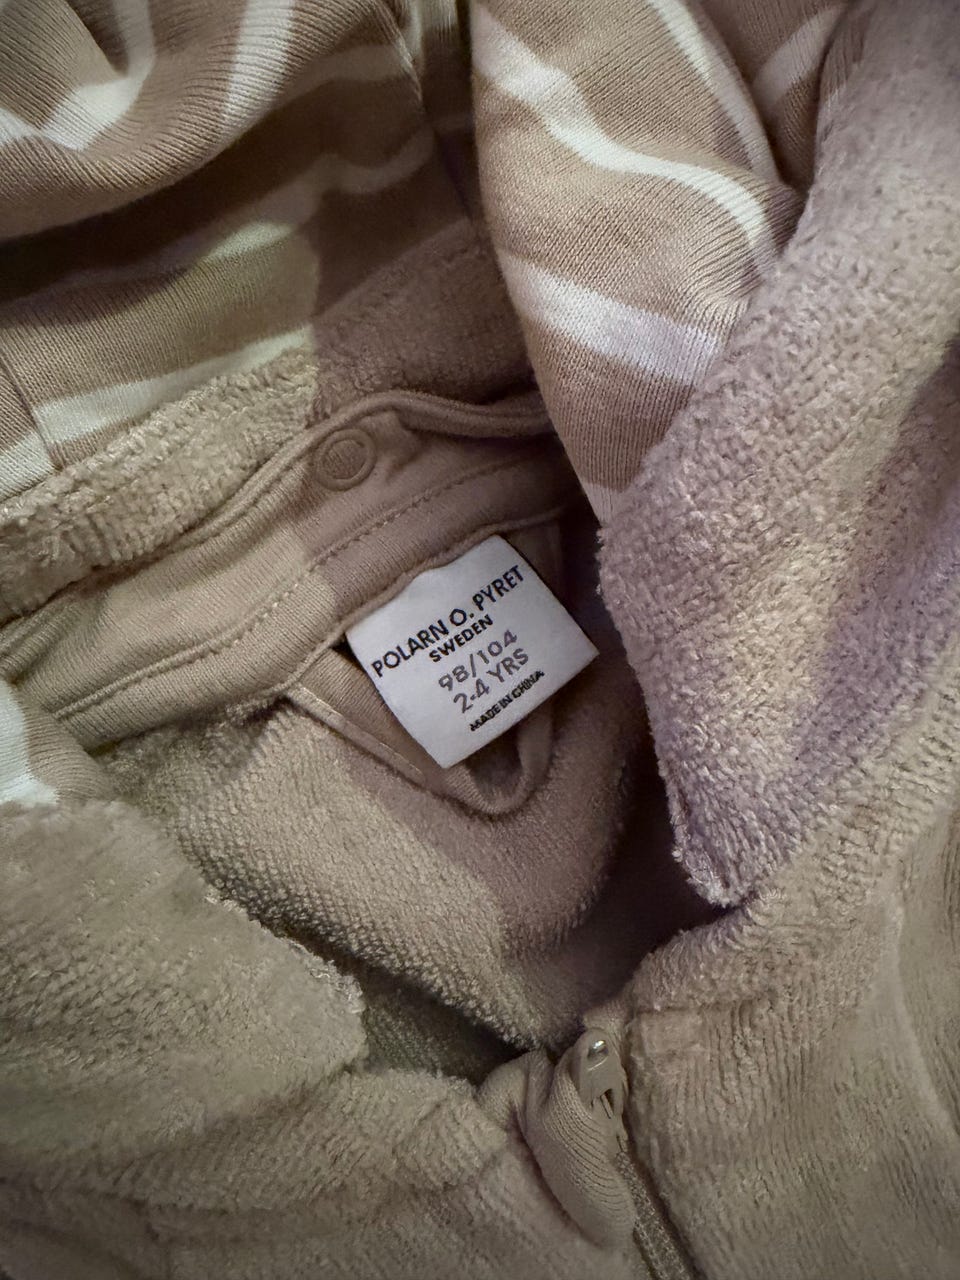 POLARN O. PYRET
SWEDEN
98/104
2-4 YRS
MADE IN CHINA